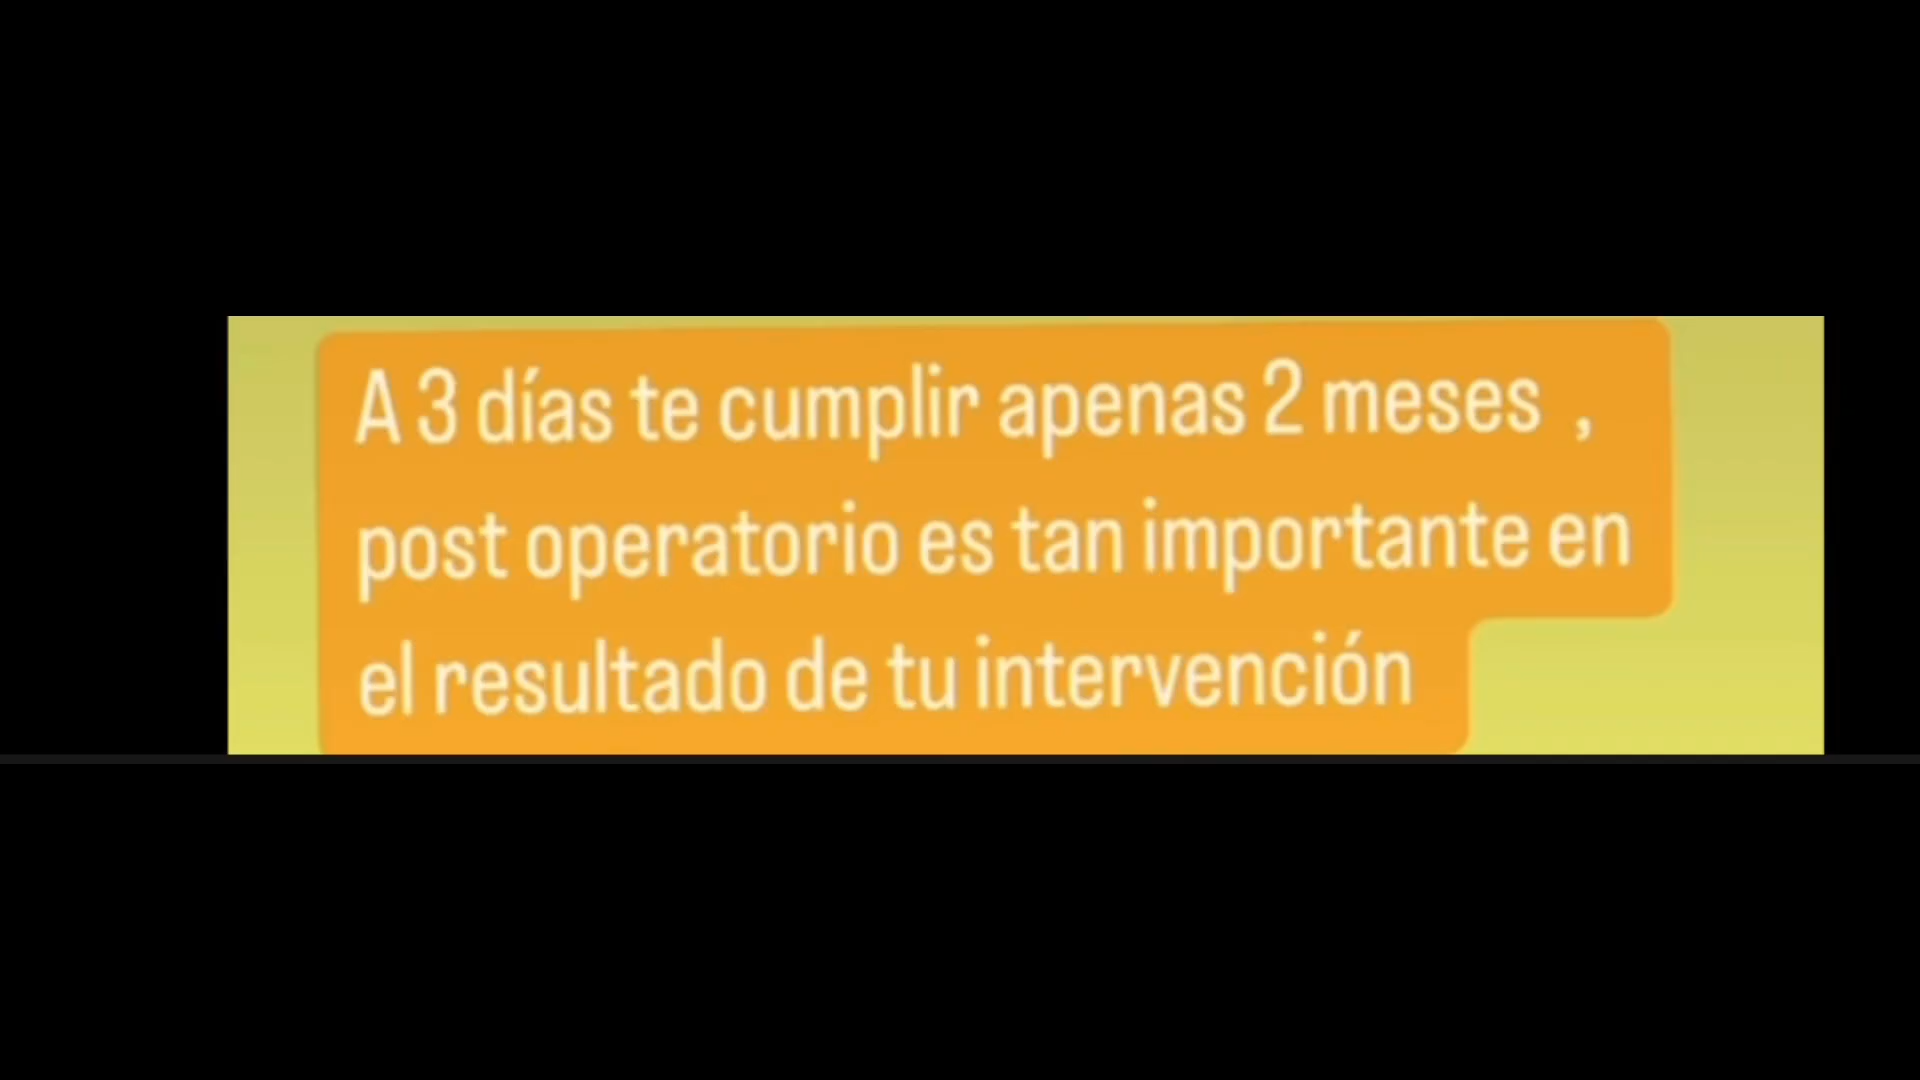 A 3 días te cumplir apenas 2 meses ,
post operatorio es tan importante en
el resultado de tu intervención